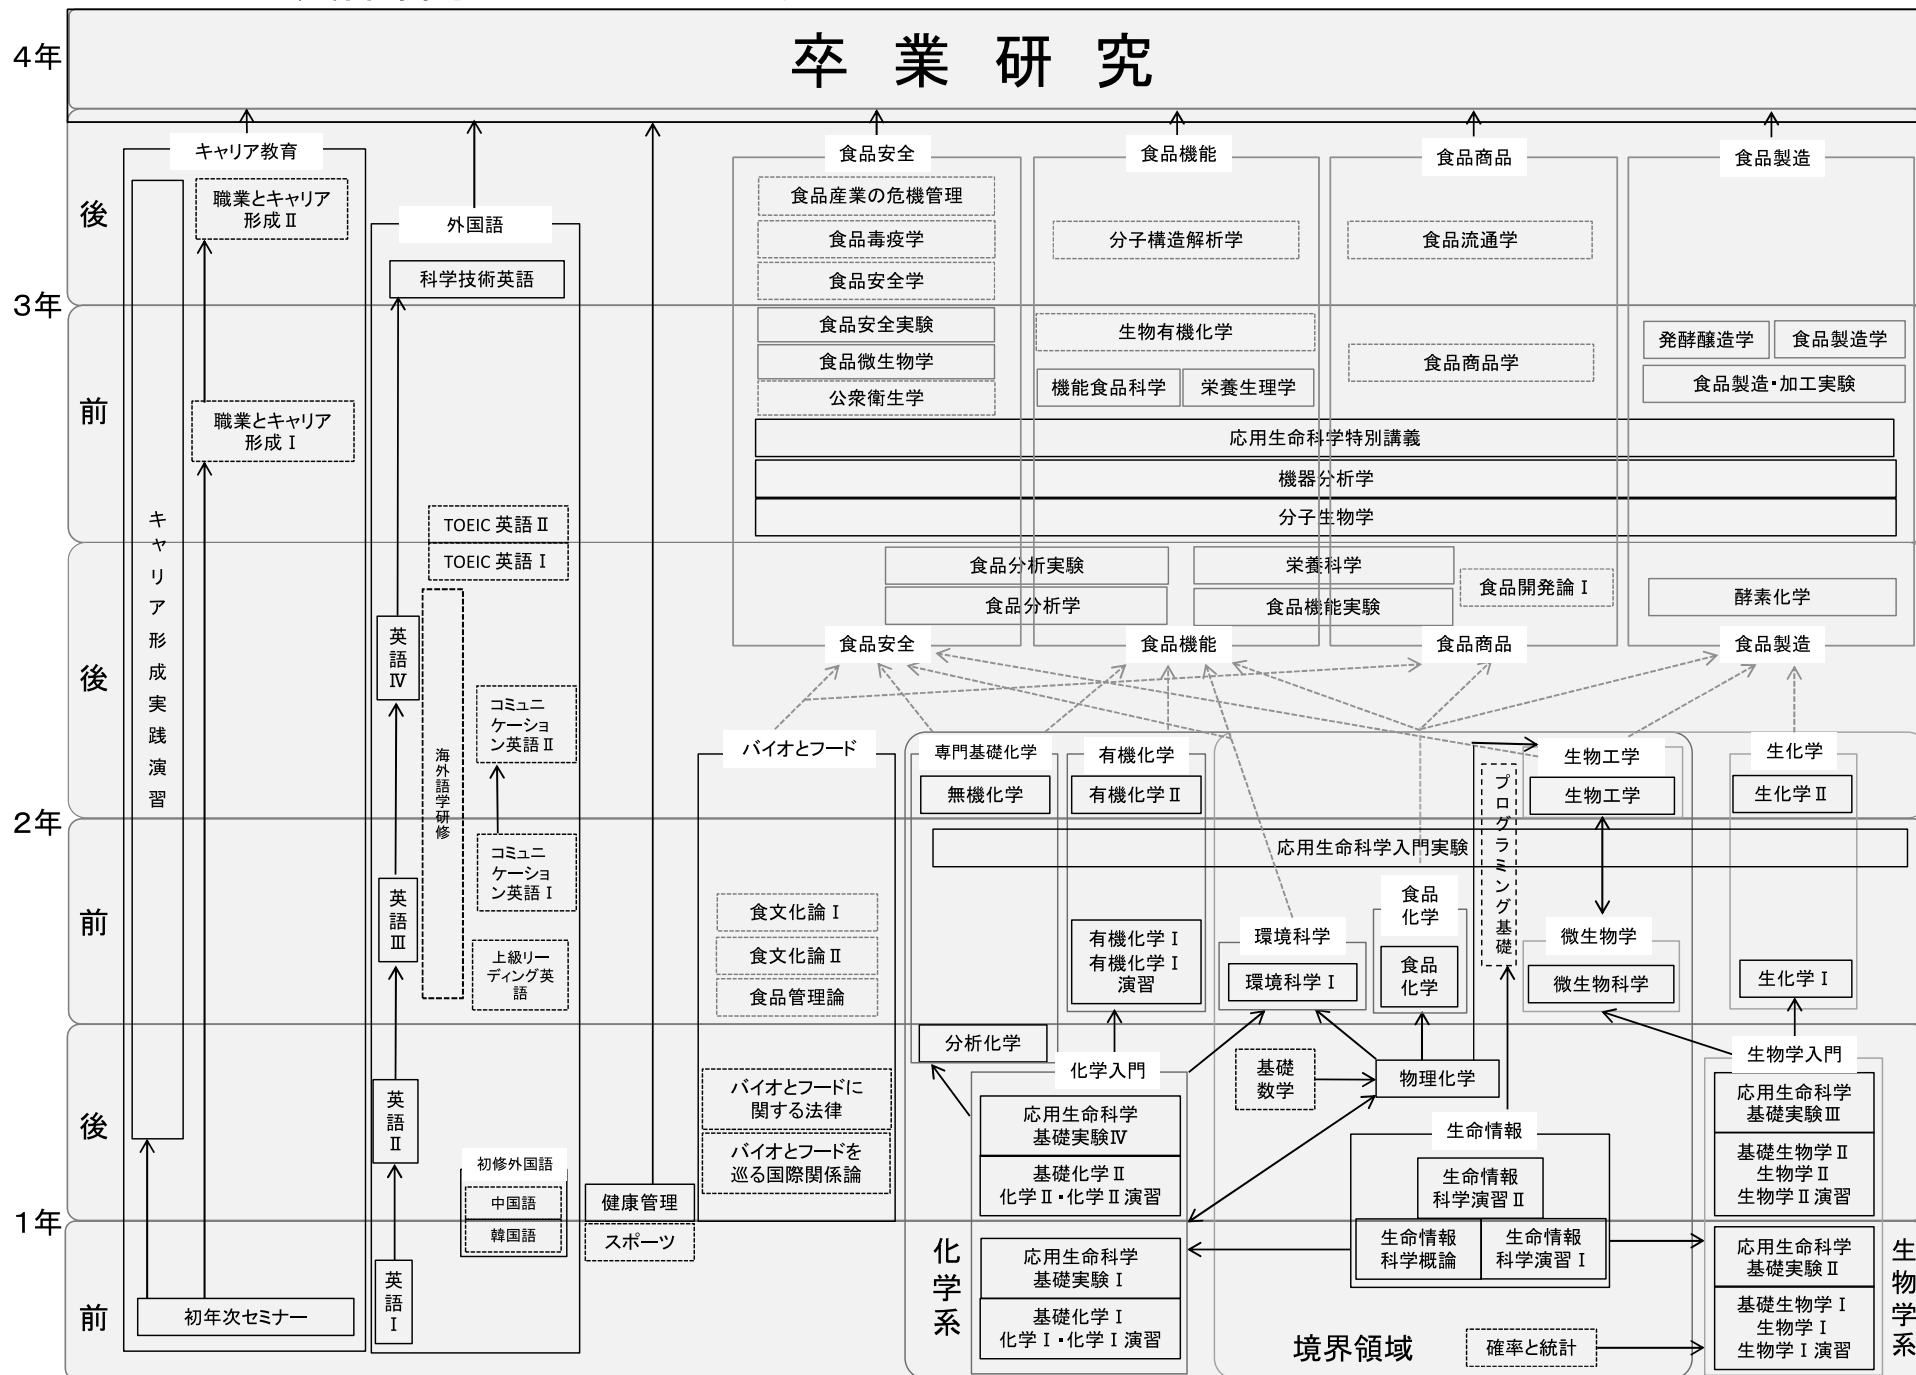 4年
卒業研究
キャリア教育
食品安全
食品機能
食品商品
食品製造
後
職業とキャリア
形成Ⅱ
外国語
科学技術英語
食品産業の危機管理
食品毒疫学
食品安全学
分子構造解析学
食品流通学
3年
前
職業とキャリア
形成Ⅰ
食品安全実験
食品微生物学
公衆衛生学
生物有機化学
機能食品科学
栄養生理学
食品商品学
発酵醸造学
食品製造学
食品製造・加工実験
応用生命科学特別講義
機器分析学
分子生物学
キャリア形成実践演習
TOEIC 英語Ⅱ
TOEIC 英語Ⅰ
食品分析実験
食品分析学
栄養科学
食品機能実験
食品開発論Ⅰ
酵素化学
食品安全
食品機能
食品商品
食品製造
後
英語Ⅳ
海外語学研修
コミュニ
ケーショ
ン英語Ⅱ
バイオとフード
専門基礎化学
無機化学
有機化学
有機化学Ⅱ
プログラミング基礎
生物工学
生物工学
生化学
生化学Ⅱ
2年
応用生命科学入門実験
前
英語Ⅲ
コミュニ
ケーショ
ン英語Ⅰ
上級リー
ディング英
語
食文化論Ⅰ
食文化論Ⅱ
食品管理論
有機化学Ⅰ
有機化学Ⅰ
演習
環境科学
環境科学Ⅰ
食品
化学
食品
化学
微生物学
微生物科学
生化学Ⅰ
分析化学
化学入門
基礎
数学
物理化学
生物学入門
後
英語Ⅱ
バイオとフードに
関する法律
バイオとフードを
巡る国際関係論
応用生命科学
基礎実験Ⅳ
基礎化学Ⅱ
化学Ⅱ・化学Ⅱ演習
生命情報
生命情報
科学演習Ⅱ
応用生命科学
基礎実験Ⅲ
基礎生物学Ⅱ
生物学Ⅱ
生物学Ⅱ演習
初修外国語
中国語
韓国語
健康管理
スポーツ
1年
前
初年次セミナー
英語Ⅰ
化学系
応用生命科学
基礎実験Ⅰ
基礎化学Ⅰ
化学Ⅰ・化学Ⅰ演習
生命情報
科学概論
生命情報
科学演習Ⅰ
境界領域
確率と統計
応用生命科学
基礎実験Ⅱ
基礎生物学Ⅰ
生物学Ⅰ
生物学Ⅰ演習
生物学系